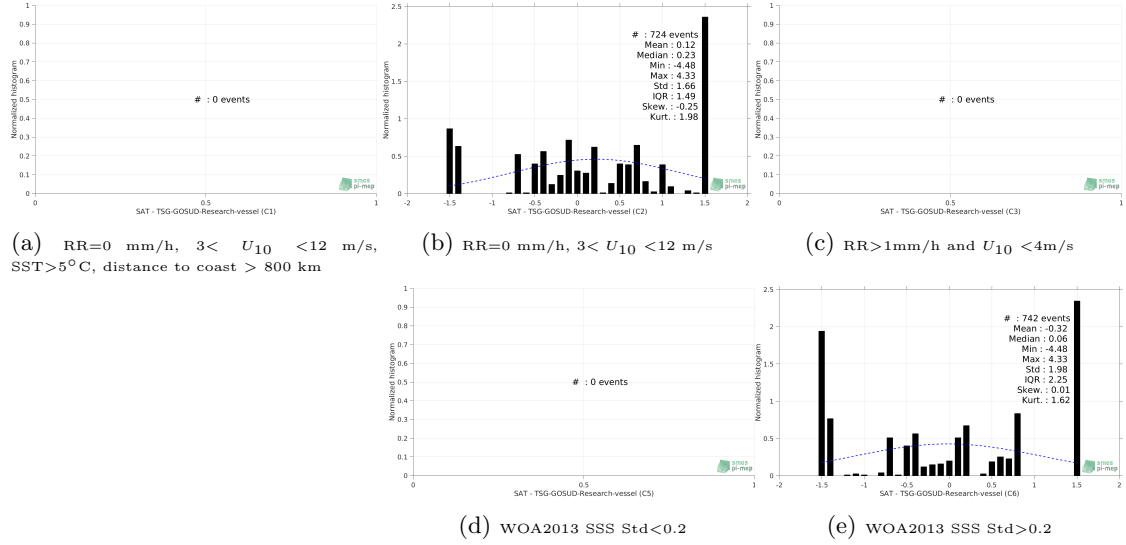 1
0.9
0.8
0.7
0.6
0.5
0.4
0.3
0.2
0.1
0
Normalized histogram
# : 0 events
smos
pi-mep
0 0.5 1
SAT - TSG-GOSUD-Research-vessel (C1)
(a) RR=0 mm/h, 3< U10 <12 m/s,
SST>5°C, distance to coast > 800 km
2.5
2
1.5
1
0.5
0
Normalized histogram
# : 724 events
Mean : 0.12
Median : 0.23
Min : -4.48
Max : 4.33
Std : 1.66
IQR : 1.49
Skew. : -0.25
Kurt. : 1.98
smos
pi-mep
-2 -1.5 -1 -0.5 0 0.5 1 1.5 2
SAT - TSG-GOSUD-Research-vessel (C2)
(b) RR=0 mm/h, 3< U10 <12 m/s
1
0.9
0.8
0.7
0.6
0.5
0.4
0.3
0.2
0.1
0
Normalized histogram
# : 0 events
smos
pi-mep
0 0.5 1
SAT - TSG-GOSUD-Research-vessel (C3)
(c) RR>1mm/h and U10 <4m/s
1
0.9
0.8
0.7
0.6
0.5
0.4
0.3
0.2
0.1
0
Normalized histogram
# : 0 events
smos
pi-mep
0 0.5 1
SAT - TSG-GOSUD-Research-vessel (C5)
(d) WOA2013 SSS Std<0.2
2.5
2
1.5
1
0.5
0
Normalized histogram
# : 742 events
Mean : -0.32
Median : 0.06
Min : -4.48
Max : 4.33
Std : 1.98
IQR : 2.25
Skew. : 0.01
Kurt. : 1.62
smos
pi-mep
-2 -1.5 -1 -0.5 0 0.5 1 1.5 2
SAT - TSG-GOSUD-Research-vessel (C6)
(e) WOA2013 SSS Std>0.2